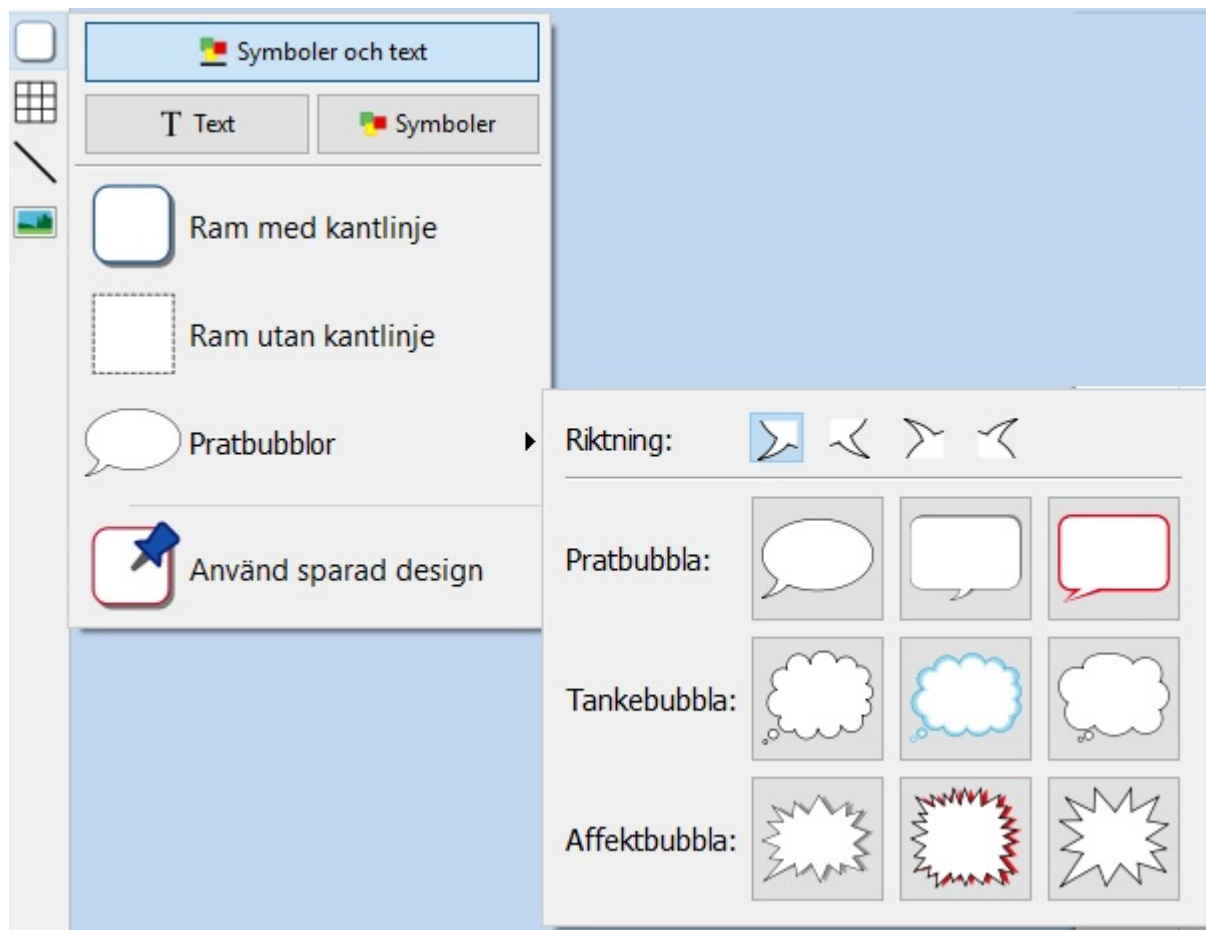 Symboler och text
T Text
Symboler
Ram med kantlinje
Ram utan kantlinje
Pratbubblor
Använd sparad design
Riktning:
Pratbubbla:
Tankebubbla:
Affektbubbla: